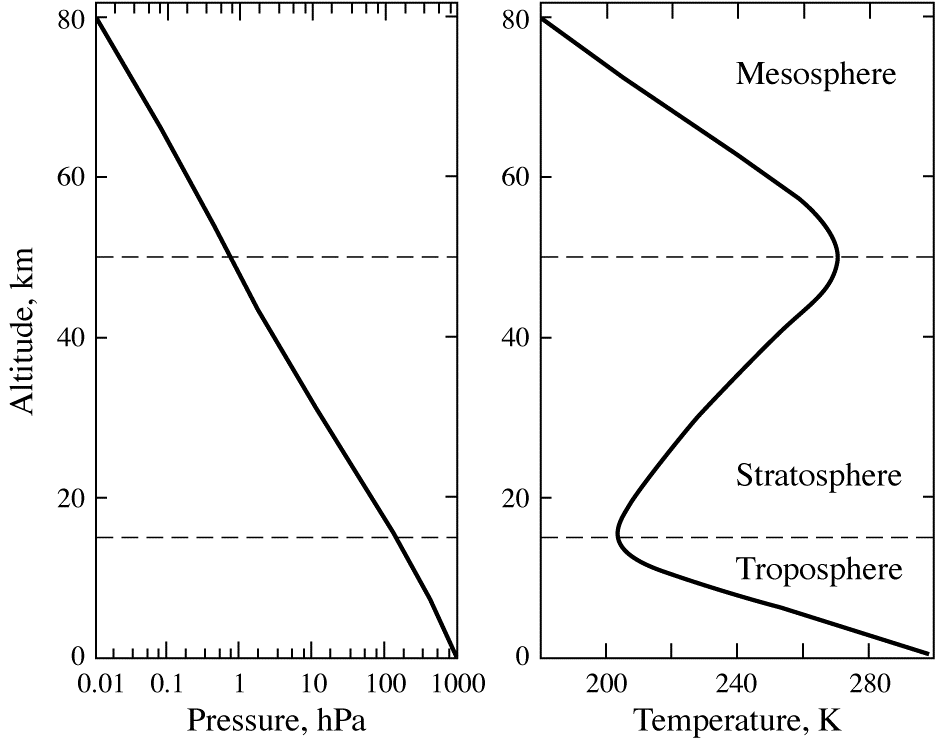 80
60
40
20
0
Altitude, km
0.01 0.1 1 10 100 1000
Pressure, hPa
80
60
40
20
0
Mesosphere
Stratosphere
Troposphere
200 240 280
Temperature, K